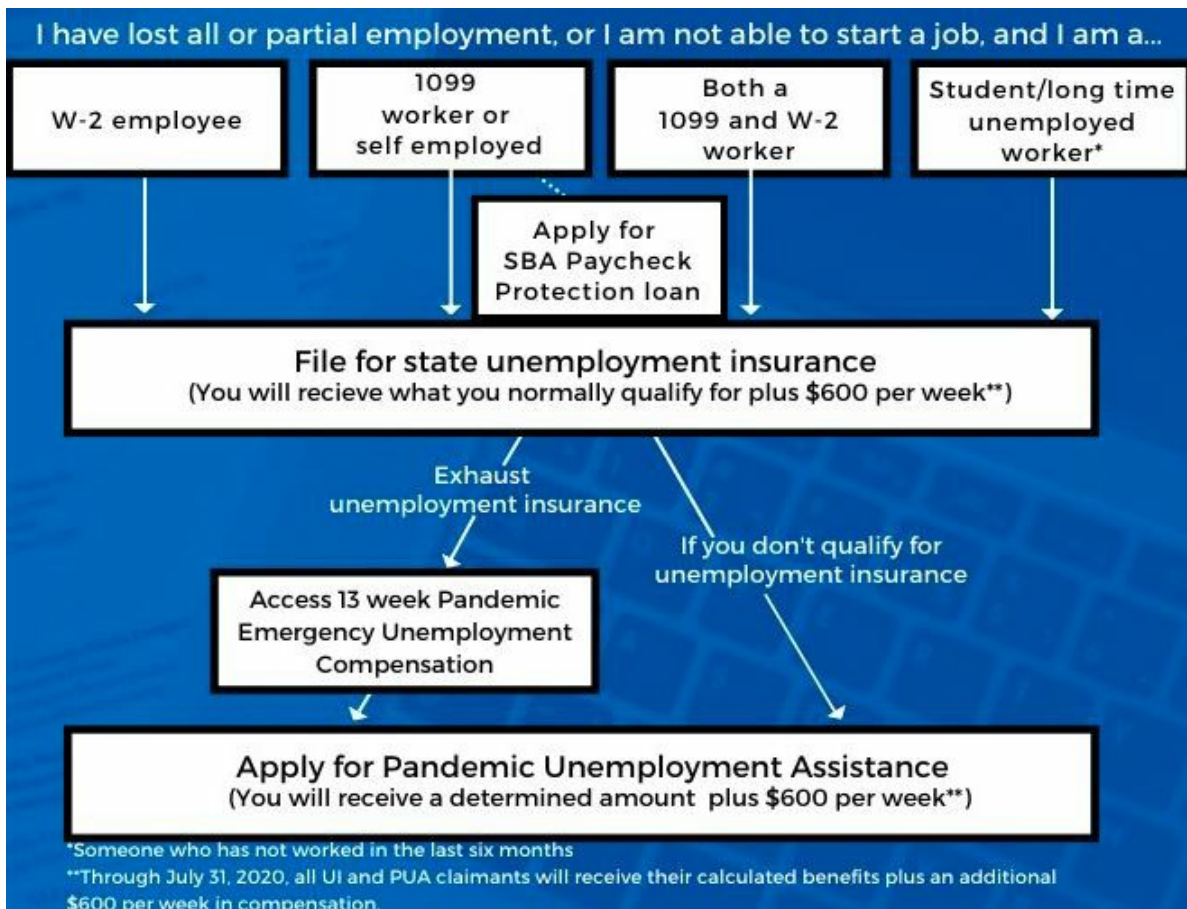 I have lost all or partial employment, or I am not able to start a job, and I am a...
W-2 employee
1099
worker or
self employed
Both a
1099 and W-2
worker
Student/long time
unemployed
worker*
Apply for
SBA Paycheck
Protection loan
File for state unemployment insurance
(You will recieve what you normally qualify for plus $600 per week**)
Exhaust
unemployment insurance
If you don't qualify for
unemployment insurance
Access 13 week Pandemic
Emergency Unemployment
Compensation
Apply for Pandemic Unemployment Assistance
(You will receive a determined amount plus $600 per week**)
*Someone who has not worked in the last six months
**Through July 31, 2020, all UI and PUA claimants will receive their calculated benefits plus an additional
$600 per week in compensation.